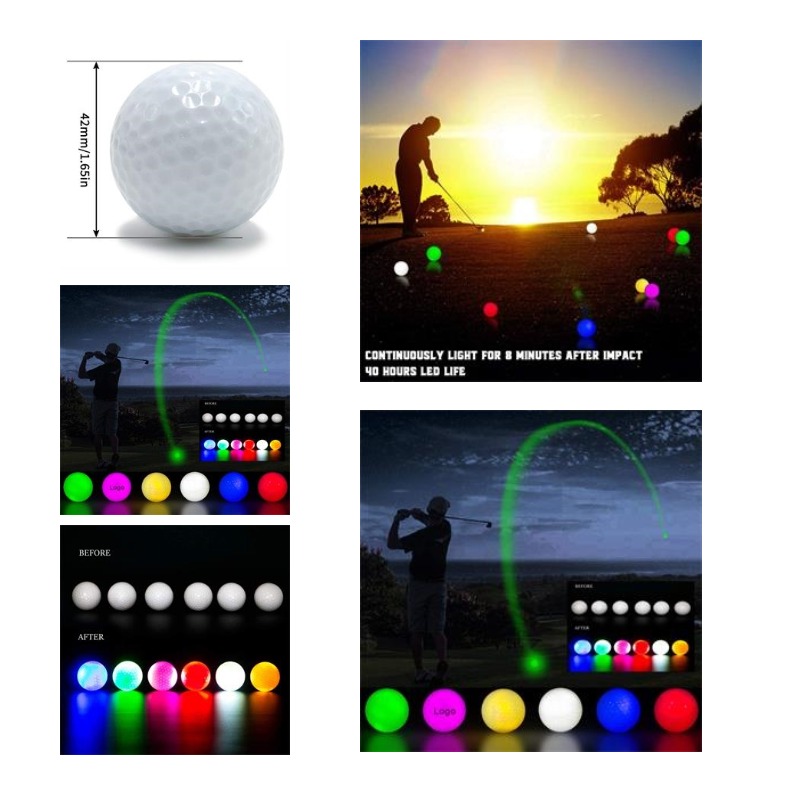 42mm/1.65in
CONTINUOUSLY LIGHT FOR 8 MINUTES AFTER IMPACT
40 HOURS LED LIFE
BEFORE
AFTER
Logo
BEFORE
AFTER
BEFORE
AFTER
Logo